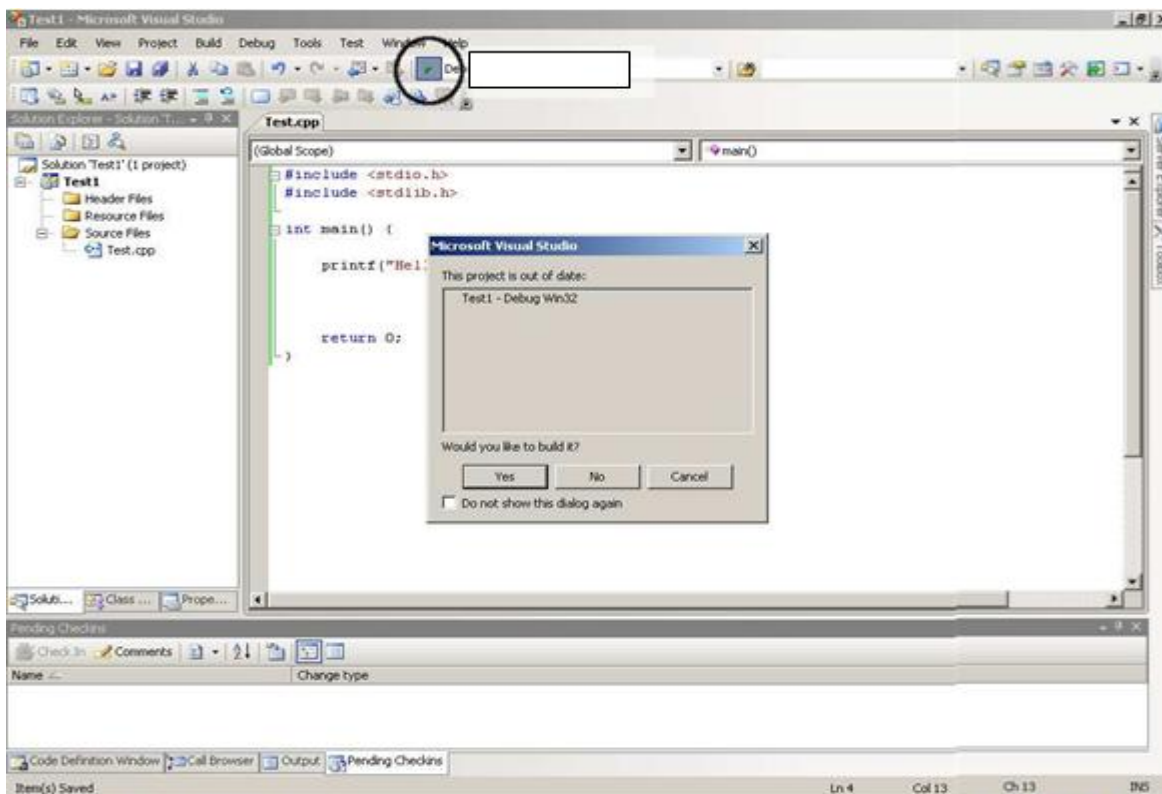 Test1 - Microsoft Visual Studio
File Edit View Project Build Debug Tools Test Window Help
Solution Explorer - Solution 'T...
Test.cpp
(Global Scope)
main()
Solution 'Test1' (1 project)
Test1
Header Files
Resource Files
Source Files
Test.cpp
#include <stdio.h>
#include <stdlib.h>
int main() {
printf("Hel
return 0;
}
Microsoft Visual Studio
This project is out of date:
Test1 - Debug Win32
Would you like to build it?
Yes No Cancel
Do not show this dialog again
Server Explorer
Toolbox
Soluti... Class ... Prope...
Pending Checkins
Check In Comments
Name Change type
Code Definition Window Call Browser Output Pending Checkins
Item(s) Saved Ln 4 Col 13 Ch 13 INS